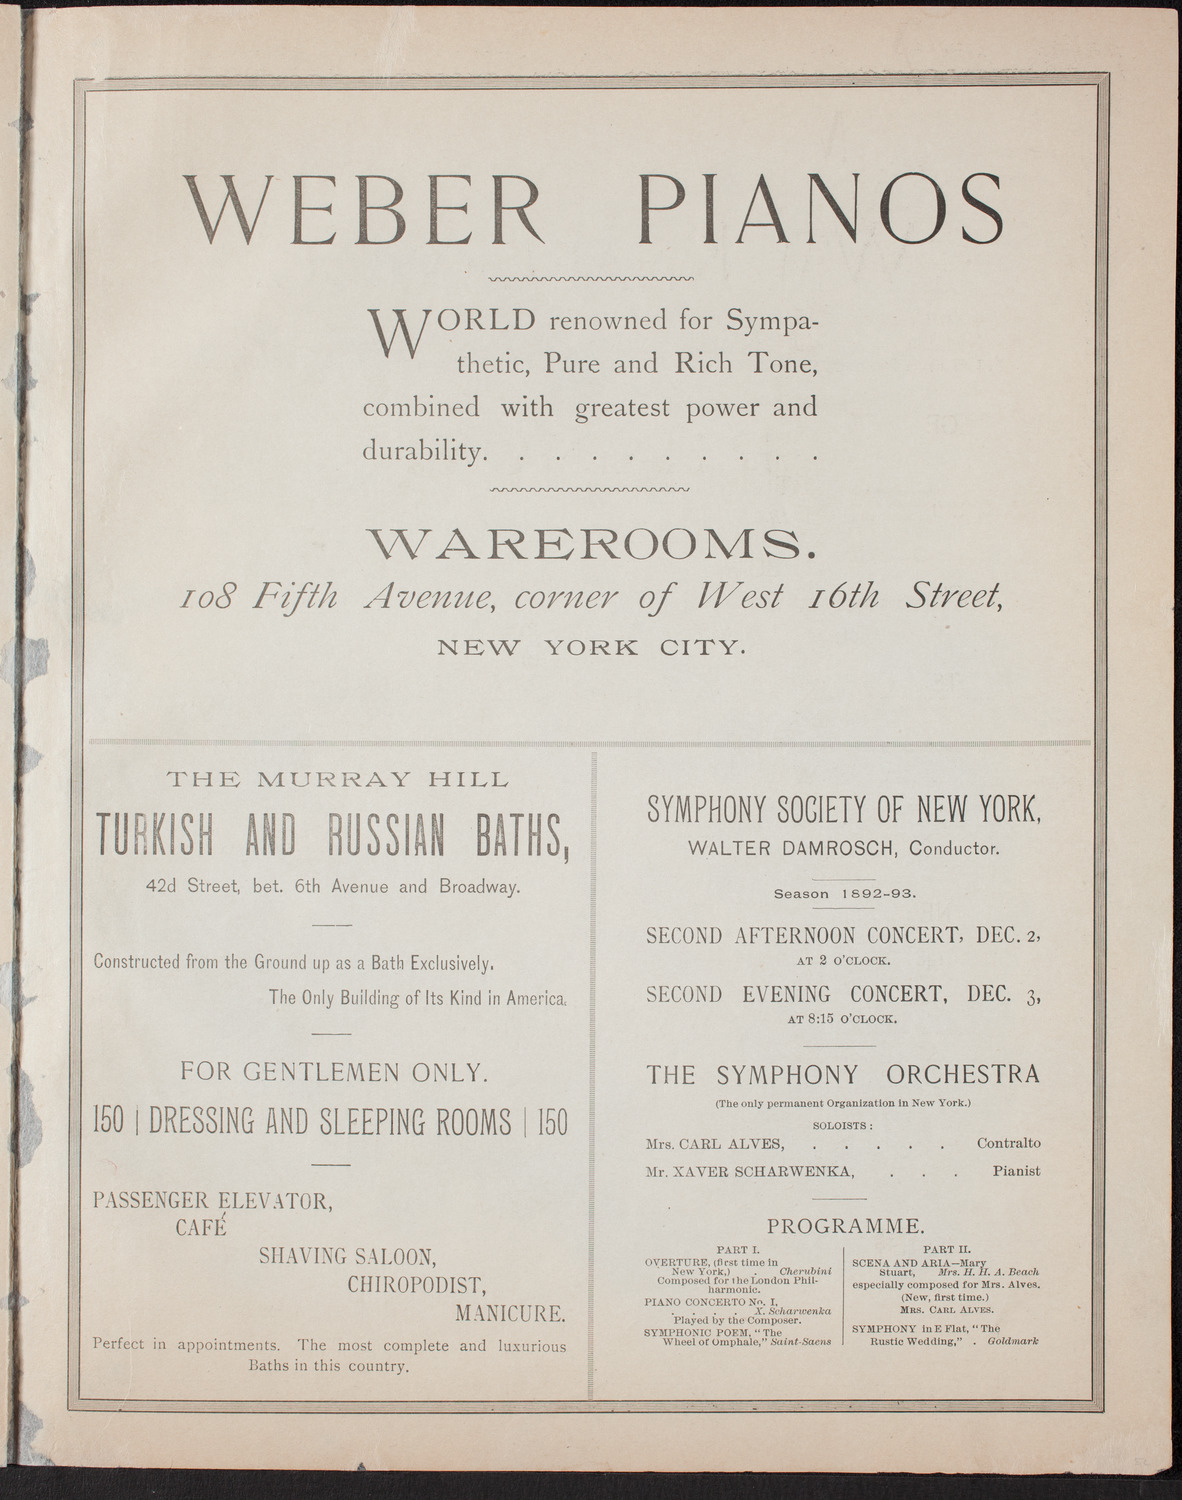 WEBER PIANOS
WORLD renowned for Sympa-
thetic, Pure and Rich Tone,
combined with greatest power and
durability. . . . . . . . . .
WAREROOMS.
108 Fifth Avenue, corner of West 16th Street,
NEW YORK CITY.
THE MURRAY HILL
TURKISH AND RUSSIAN BATHS,
42d Street, bet. 6th Avenue and Broadway.
Constructed from the Ground up as a Bath Exclusively.
The Only Building of Its Kind in America.
FOR GENTLEMEN ONLY.
150 | DRESSING AND SLEEPING ROOMS | 150
PASSENGER ELEVATOR,
CAFÉ
SHAVING SALOON,
CHIROPODIST,
MANICURE.
Perfect in appointments. The most complete and luxurious
Baths in this country.
SYMPHONY SOCIETY OF NEW YORK,
WALTER DAMROSCH, Conductor.
Season 1892-93.
SECOND AFTERNOON CONCERT, DEC. 2,
AT 2 O'CLOCK.
SECOND EVENING CONCERT, DEC. 3,
AT 8:15 O'CLOCK.
THE SYMPHONY ORCHESTRA
(The only permanent Organization in New York.)
SOLOISTS:
Mrs. CARL ALVES, . . . . . Contralto
Mr. XAVER SCHARWENKA, . . . Pianist
PROGRAMME.
PART I.
OVERTURE, (first time in
New York,) . Cherubini
Composed for the London Phil-
harmonic.
PIANO CONCERTO No. 1,
. . . . X. Scharwenka
Played by the Composer.
SYMPHONIC POEM, "The
Wheel of Omphale," Saint-Saens
PART II.
SCENA AND ARIA—Mary
Stuart, Mrs. H. H. A. Beach
especially composed for Mrs. Alves.
(New, first time.)
MRS. CARL ALVES.
SYMPHONY in E Flat, "The
Rustic Wedding," . Goldmark